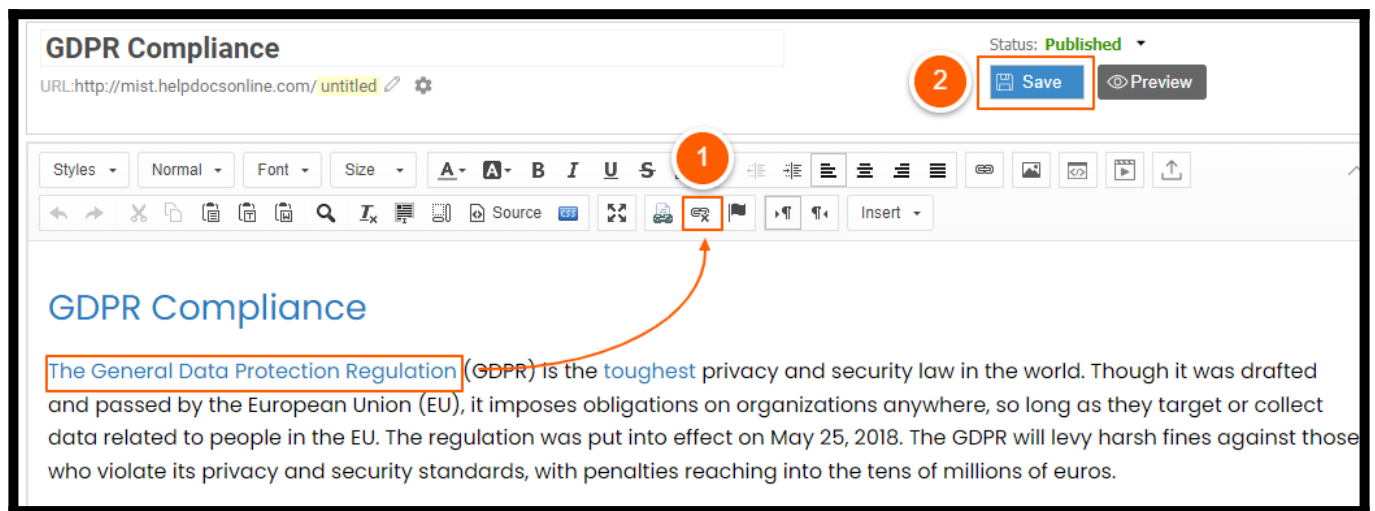 GDPR Compliance
Status: Published
URL:http://mist.helpdocsonline.com/ untitled
2
Save
Preview
1
Styles Normal Font Size A A B I U S
Source css Insert
GDPR Compliance
The General Data Protection Regulation (GDPR) is the toughest privacy and security law in the world. Though it was drafted
and passed by the European Union (EU), it imposes obligations on organizations anywhere, so long as they target or collect
data related to people in the EU. The regulation was put into effect on May 25, 2018. The GDPR will levy harsh fines against those
who violate its privacy and security standards, with penalties reaching into the tens of millions of euros.